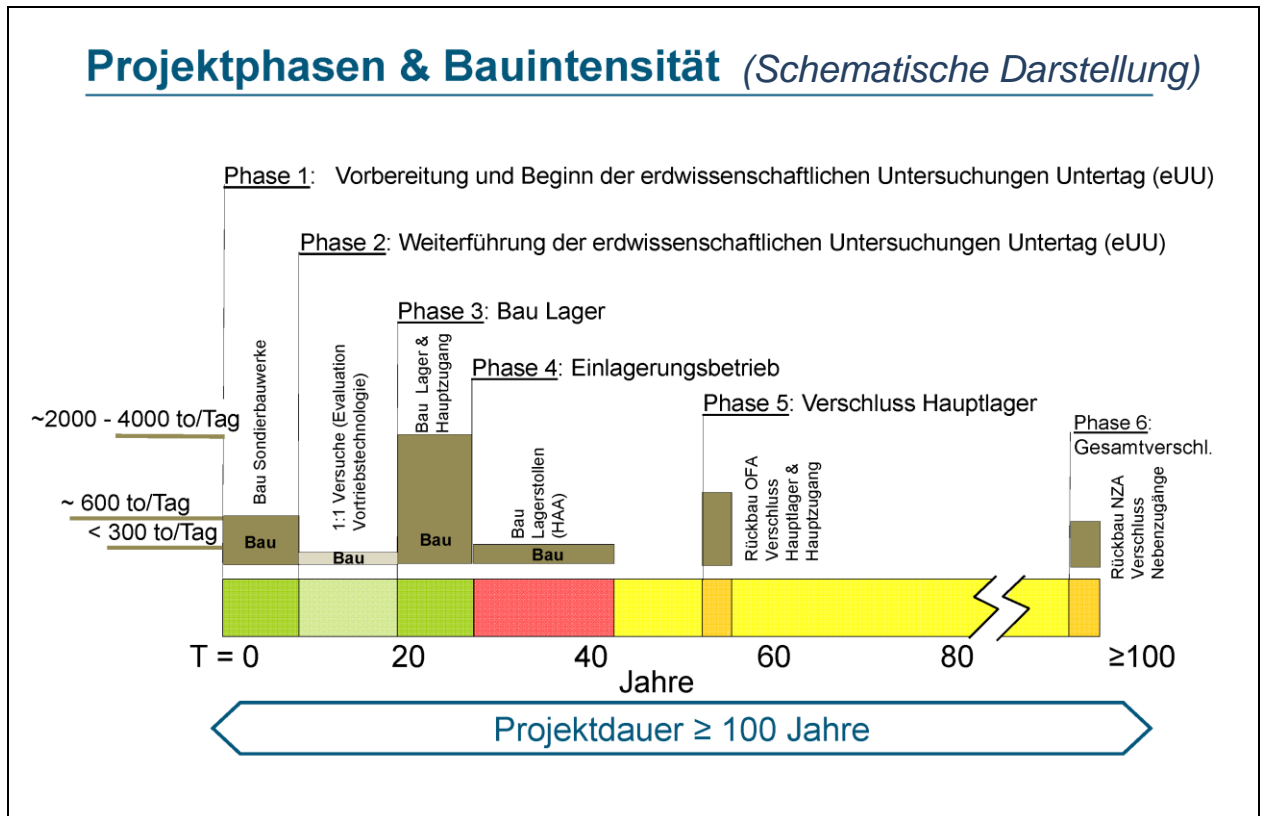 Projektphasen & Bauintensität (Schematische Darstellung)
Phase 1: Vorbereitung und Beginn der erdwissenschaftlichen Untersuchungen Untertag (eUU)
Phase 2: Weiterführung der erdwissenschaftlichen Untersuchungen Untertag (eUU)
Phase 3: Bau Lager
Phase 4: Einlagerungsbetrieb
Phase 5: Verschluss Hauptlager
Phase 6:
Gesamtverschl.
~2000 - 4000 to/Tag
~ 600 to/Tag
< 300 to/Tag
Bau Sondierbauwerke
1:1 Versuche (Evaluation
Vortriebstechnologie)
Bau Lager &
Hauptzugang
Bau
Lagerstollen
(HAA)
Rückbau OFA
Verschluss
Hauptlager &
Hauptzugang
Rückbau NZA
Verschluss
Nebenzugänge
Bau
Bau
Bau
Bau
T = 0 20 40 60 80 ≥100
Jahre
Projektdauer ≥ 100 Jahre